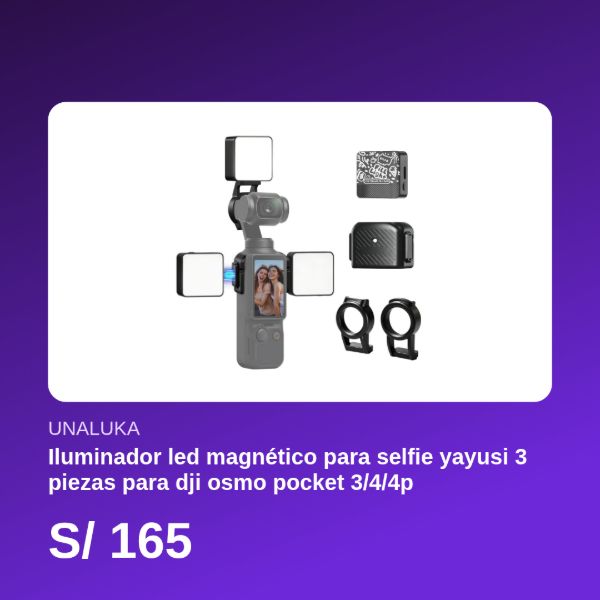 UNALUKA
Iluminador led magnético para selfie yayusi 3
piezas para dji osmo pocket 3/4/4p
S/ 165